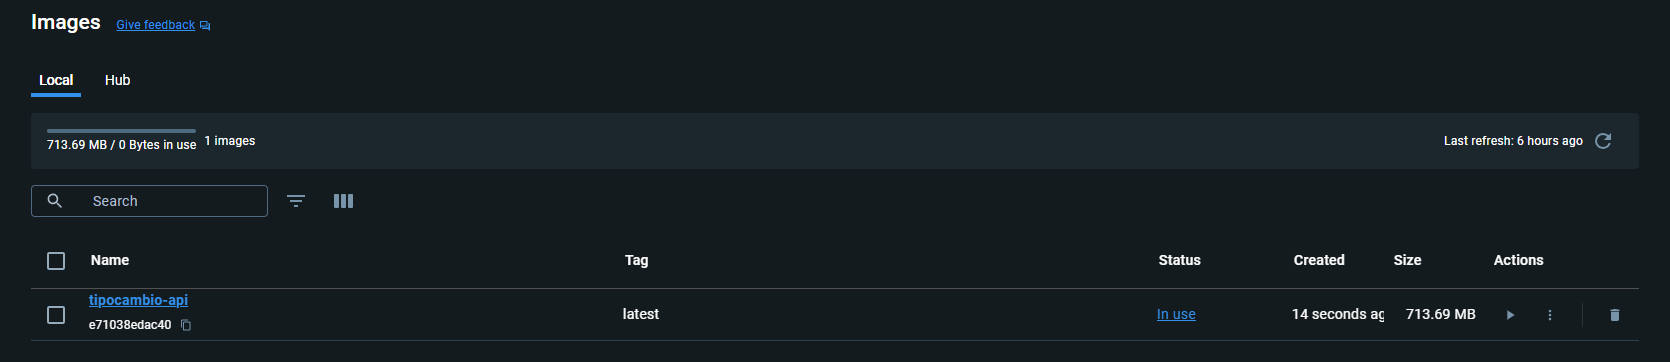 Images Give feedback
Local Hub
713.69 MB / 0 Bytes in use 1 images Last refresh: 6 hours ago
Search
Name Tag Status Created Size Actions
tipocambio-api
e71038edac40 latest In use 14 seconds ag 713.69 MB